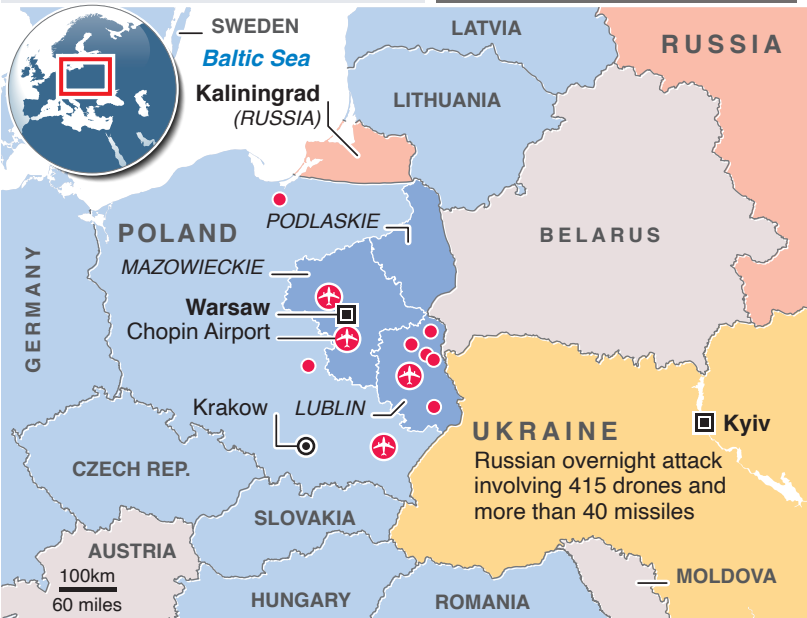 SWEDEN
LATVIA
RUSSIA
Baltic Sea
Kaliningrad
(RUSSIA)
LITHUANIA
PODLASKIE
POLAND
BELARUS
MAZOWIECKIE
GERMANY
Warsaw
Chopin Airport
Krakow
LUBLIN
UKRAINE
Kyiv
Russian overnight attack
involving 415 drones and
more than 40 missiles
CZECH REP.
SLOVAKIA
AUSTRIA
100km
60 miles
HUNGARY
ROMANIA
MOLDOVA